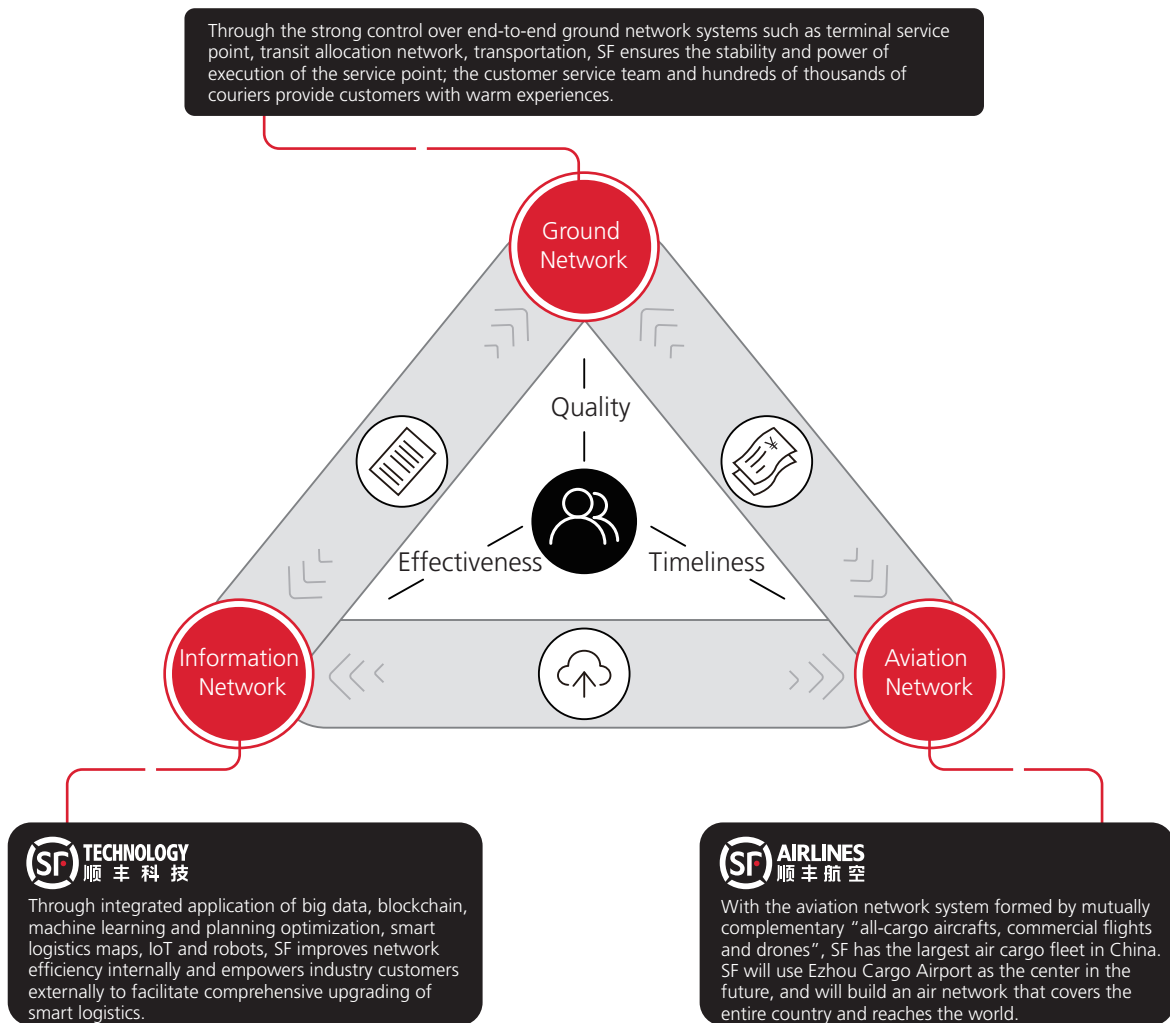 Through the strong control over end-to-end ground network systems such as terminal service
point, transit allocation network, transportation, SF ensures the stability and power of
execution of the service point; the customer service team and hundreds of thousands of
couriers provide customers with warm experiences.
Ground
Network
Quality
¥
Effectiveness
Timeliness
Information
Network
Aviation
Network
SF TECHNOLOGY
顺丰科技
Through integrated application of big data, blockchain,
machine learning and planning optimization, smart
logistics maps, IoT and robots, SF improves network
efficiency internally and empowers industry customers
externally to facilitate comprehensive upgrading of
smart logistics.
SF AIRLINES
顺丰航空
With the aviation network system formed by mutually
complementary “all-cargo aircrafts, commercial flights
and drones”, SF has the largest air cargo fleet in China.
SF will use Ezhou Cargo Airport as the center in the
future, and will build an air network that covers the
entire country and reaches the world.